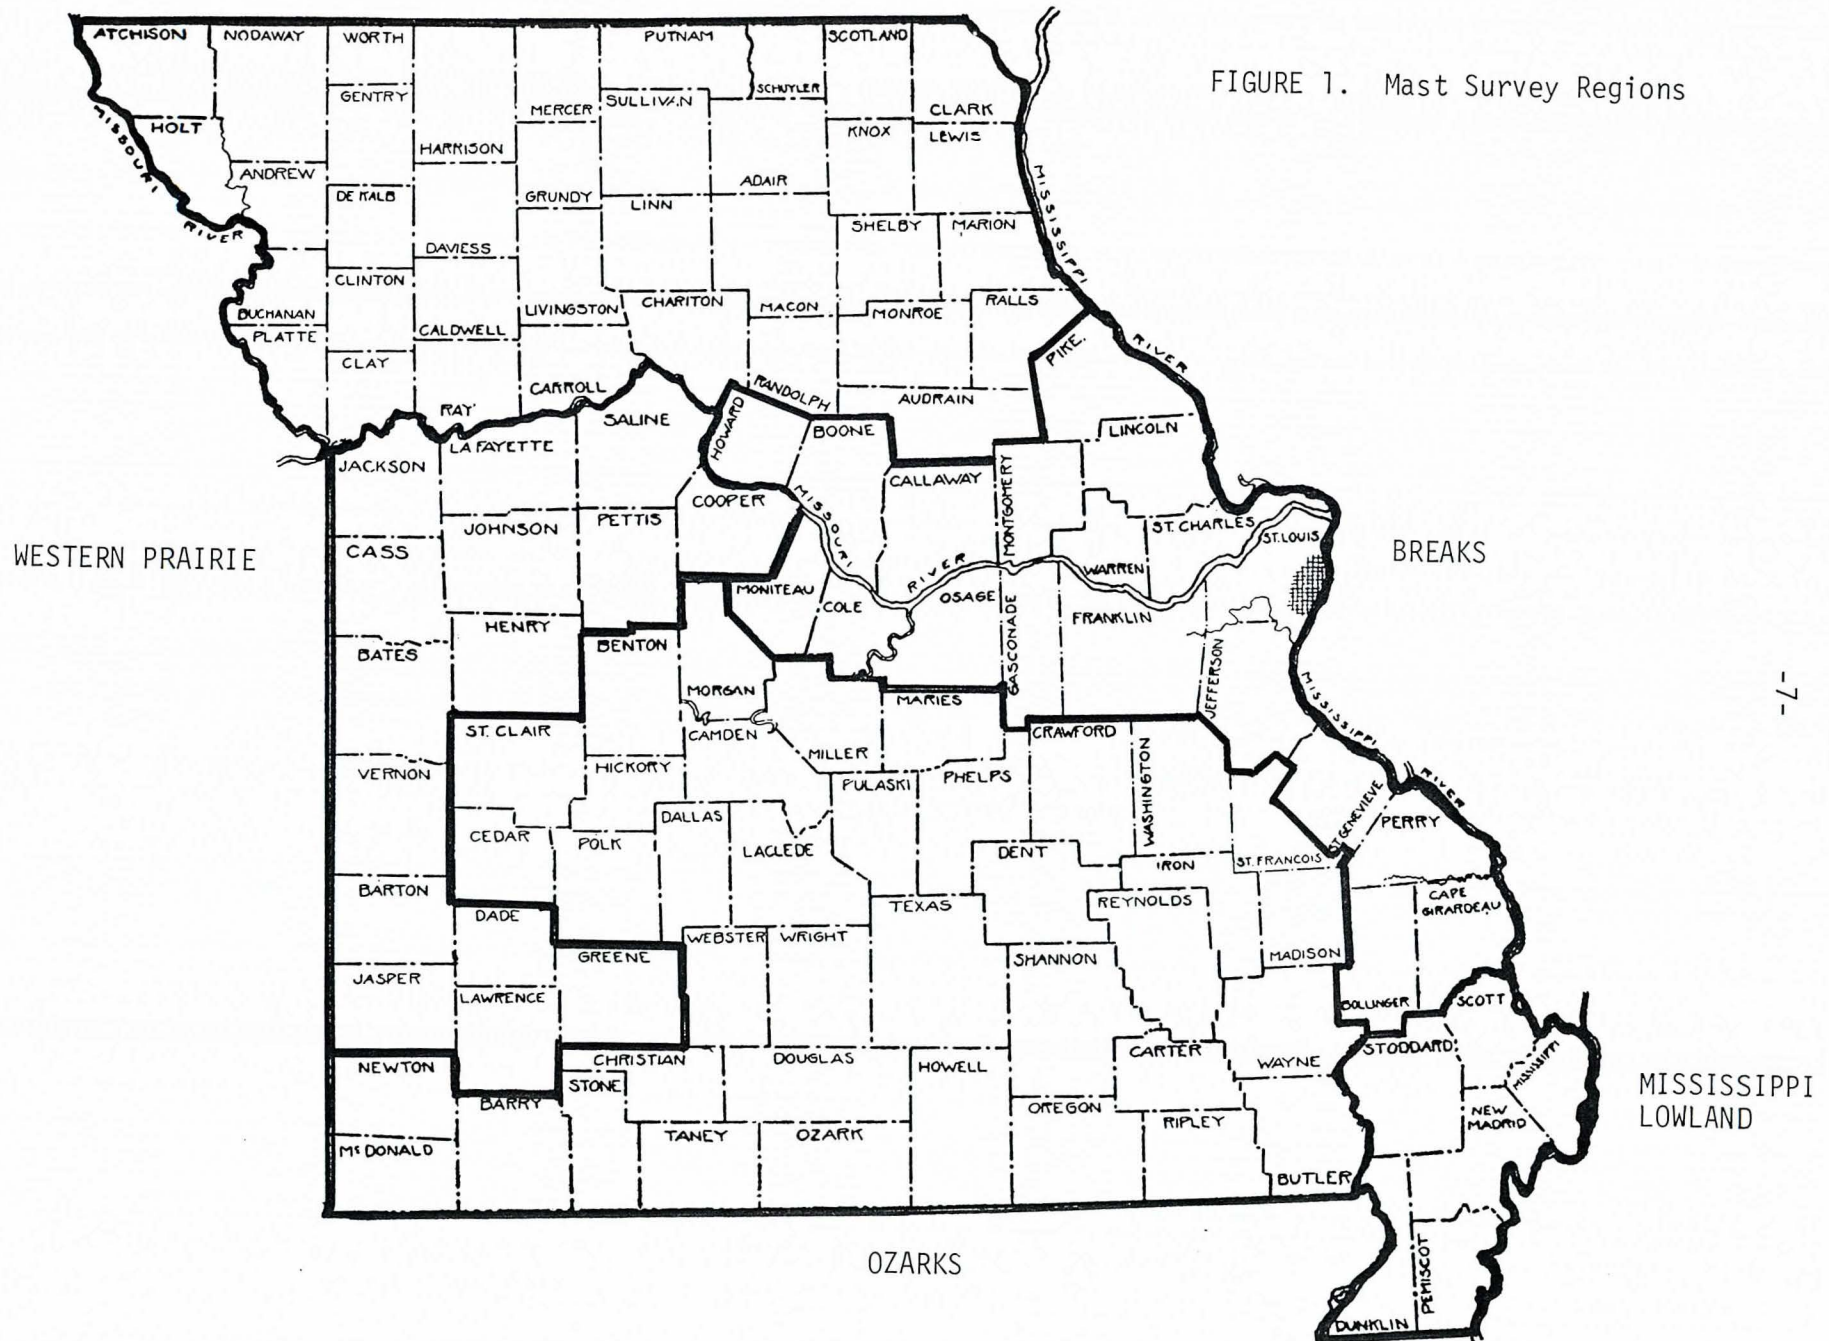 FIGURE 1. Mast Survey Regions
ATCHISON
NODAWAY
WORTH
PUTNAM
SCOTLAND
SCHUYLER
GENTRY
SULLIVAN
MERCER
CLARK
HOLT
KNOX
LEWIS
HARRISON
MISSOURI
RIVER
ANDREW
DE KALB
GRUNDY
LINN
ADAIR
SHELBY
MARION
MISSISSIPPI
RIVER
DAVIESS
CLINTON
BUCHANAN
LIVINGSTON
CHARITON
MACON
MONROE
RALLS
PLATTE
CALDWELL
CLAY
PIKE
RAY
CARROLL
RANDOLPH
AUDRAIN
SALINE
HOWARD
BOONE
LINCOLN
JACKSON
LAFAYETTE
COOPER
CALLAWAY
MONTGOMERY
MISSOURI
RIVER
JOHNSON
PETTIS
ST. CHARLES
ST. LOUIS
CASS
WESTERN PRAIRIE
BREAKS
WARREN
MONITEAU
COLE
OSAGE
GASCONADE
FRANKLIN
HENRY
BENTON
BATES
JEFFERSON
MORGAN
MARIES
MISSISSIPPI
RIVER
-7-
ST. CLAIR
CAMDEN
MILLER
CRAWFORD
WASHINGTON
VERNON
HICKORY
PULASKI
PHELPS
ST. GENEVIEVE
PERRY
CEDAR
POLK
DALLAS
LACLEDE
DENT
IRON
ST. FRANCOIS
BARTON
DADE
TEXAS
REYNOLDS
CAPE
GIRARDEAU
GREENE
WEBSTER
WRIGHT
SHANNON
MADISON
JASPER
LAWRENCE
BOLLINGER
SCOTT
NEWTON
CHRISTIAN
DOUGLAS
HOWELL
CARTER
WAYNE
STODDARD
MISSISSIPPI
STONE
BARRY
OREGON
RIPLEY
NEW
MADRID
MISSISSIPPI
LOWLAND
McDONALD
TANEY
OZARK
BUTLER
OZARKS
PEMISCOT
DUNKLIN